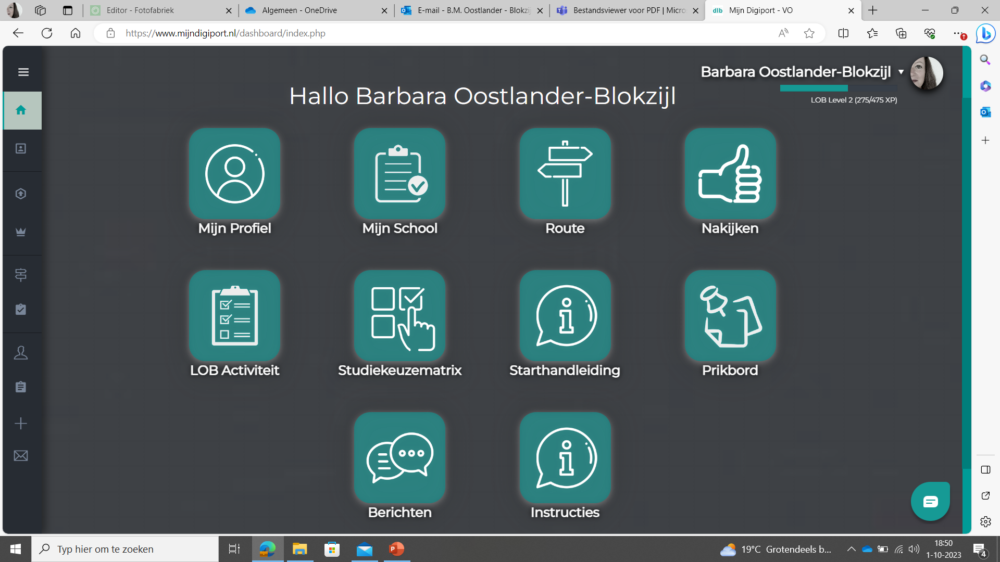 Editor - Fotofabriek
Algemeen - OneDrive
E-mail - B.M. Oostlander - Blokzij
Bestandsviewer voor PDF | Micros
dlb Mijn Digiport - VO
https://www.mijndigiport.nl/dashboard/index.php
Barbara Oostlander-Blokzijl
LOB Level 2 (275/475 XP)
Hallo Barbara Oostlander-Blokzijl
Mijn Profiel
Mijn School
Route
Nakijken
LOB Activiteit
Studiekeuzematrix
Starthandleiding
Prikbord
Berichten
Instructies
Typ hier om te zoeken
19°C Grotendeels b...
18:50
1-10-2023
4